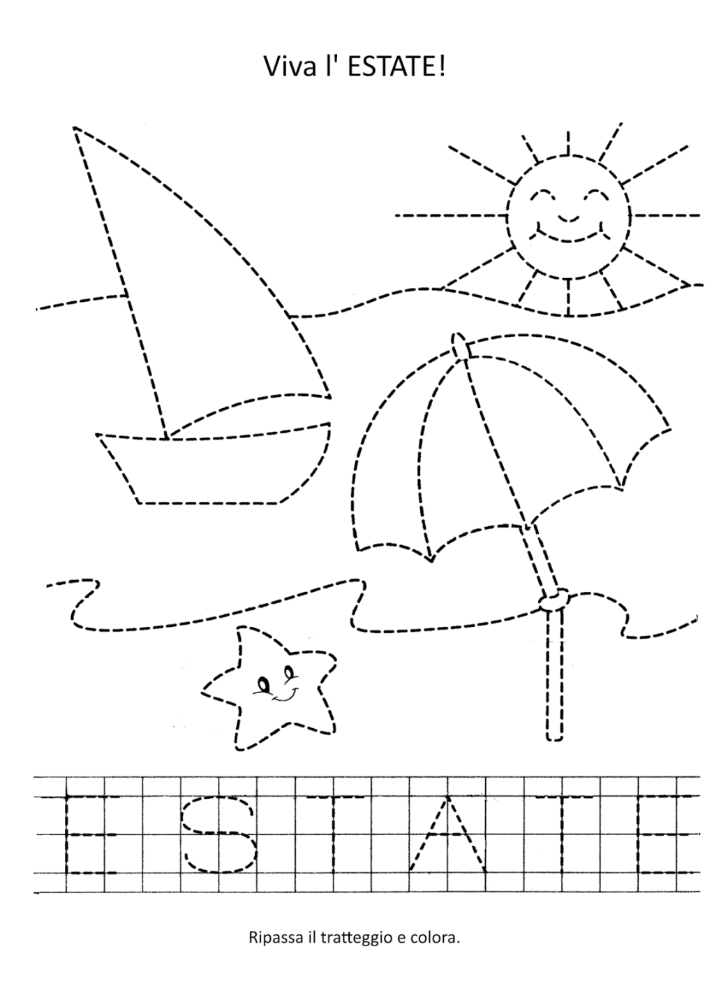 Viva l' ESTATE!
ESTATE
Ripassa il tratteggio e colora.